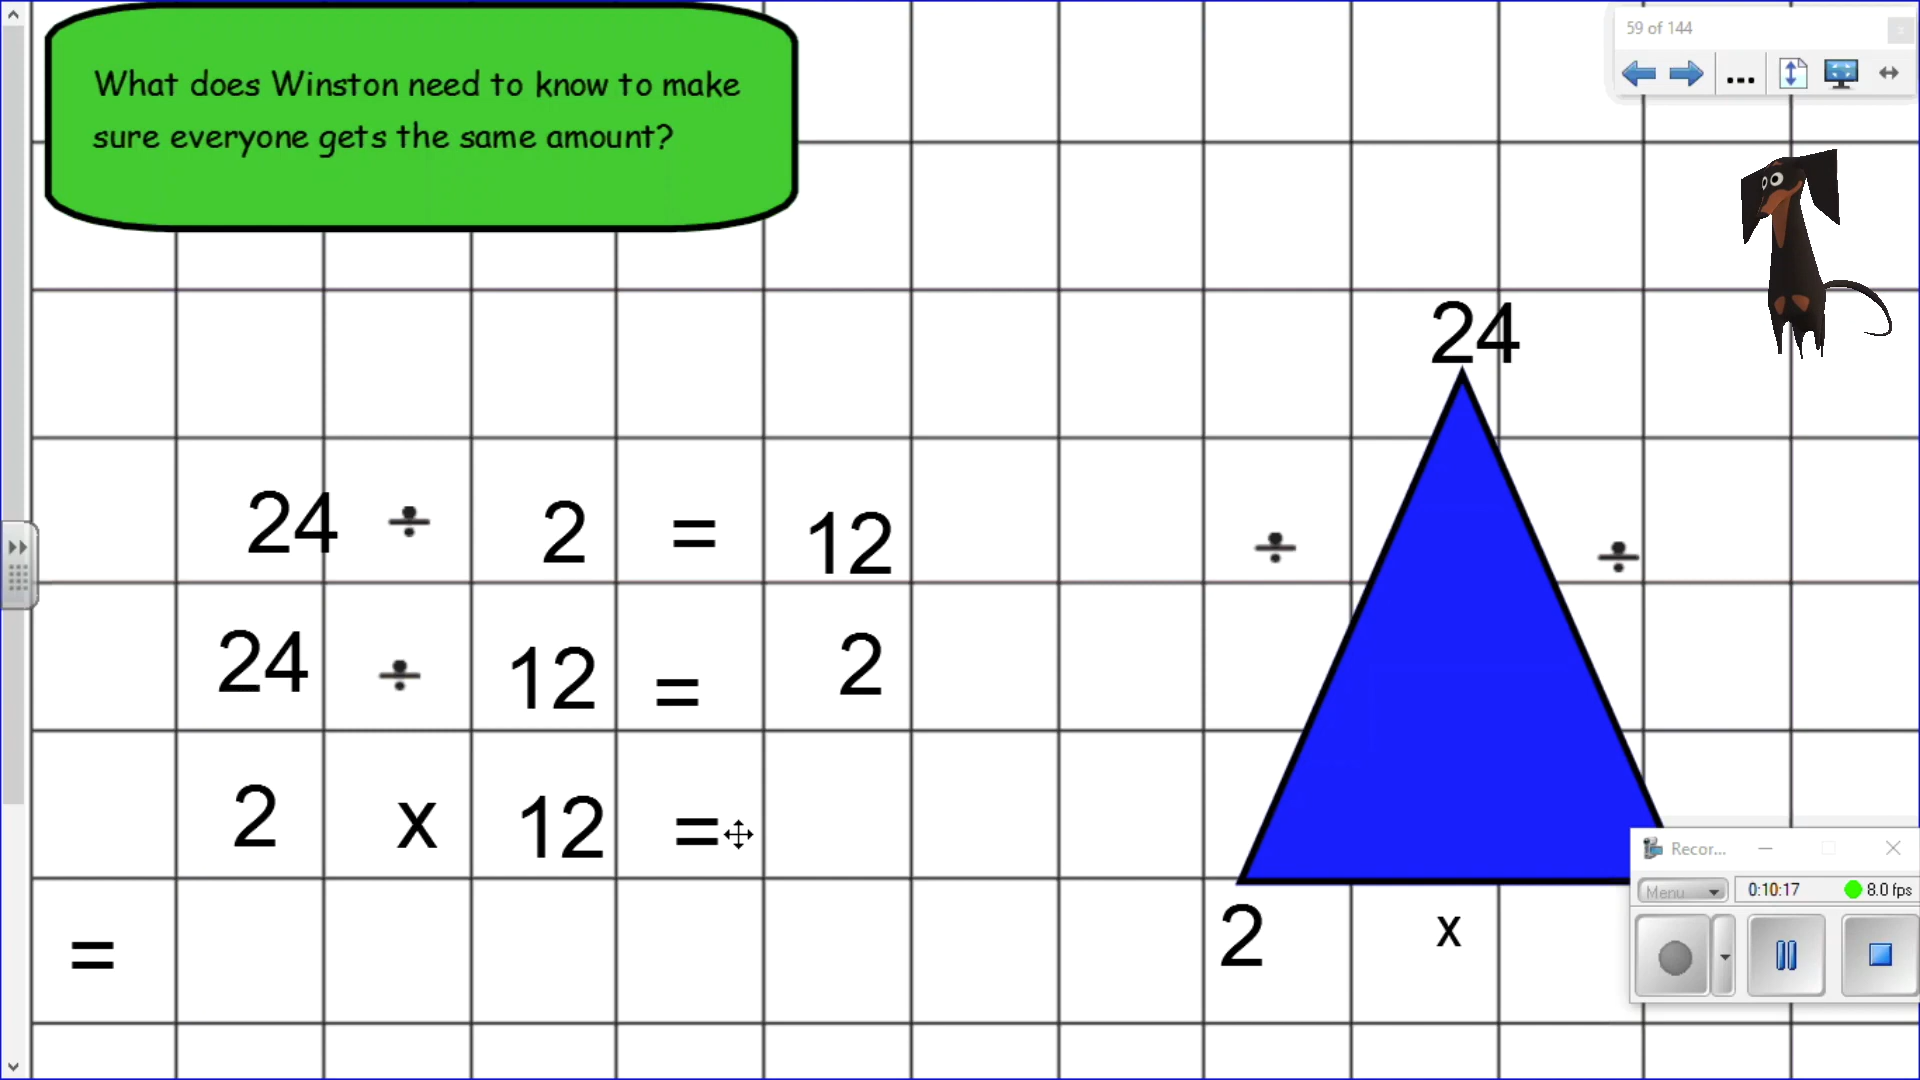 What does Winston need to know to make
sure everyone gets the same amount?
59 of 144
...
24
24 ÷ 2 = 12
÷ ÷
24 ÷ 12 = 2
2 x 12 =
=
2 x
Recor...
Menu 0:10:17 8.0 fps